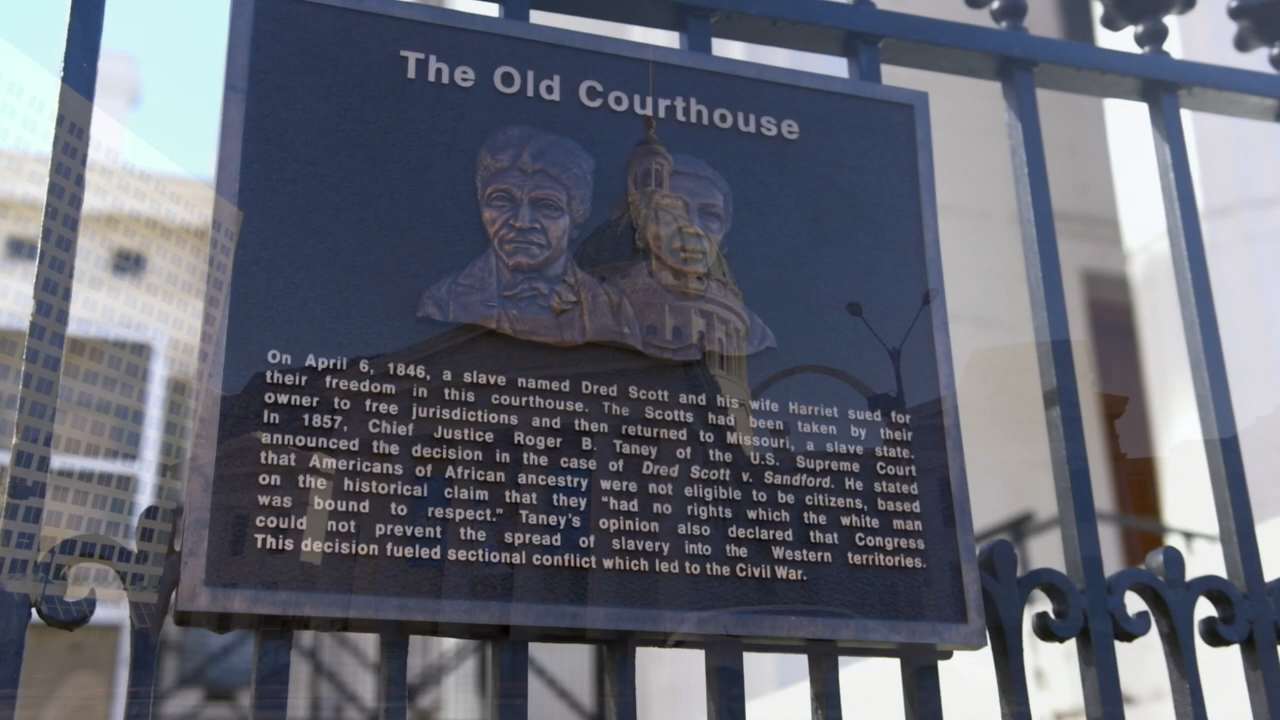 The Old Courthouse
On April 6, 1846, a slave named Dred Scott and his wife Harriet sued for
their freedom in this courthouse. The Scotts had been taken by their
owner to free jurisdictions and then returned to Missouri, a slave state.
In 1857, Chief Justice Roger B. Taney of the U.S. Supreme Court
announced the decision in the case of Dred Scott v. Sandford. He stated
that Americans of African ancestry were not eligible to be citizens, based
on the historical claim that they “had no rights which the white man
was bound to respect.” Taney’s opinion also declared that Congress
could not prevent the spread of slavery into the Western territories.
This decision fueled sectional conflict which led to the Civil War.